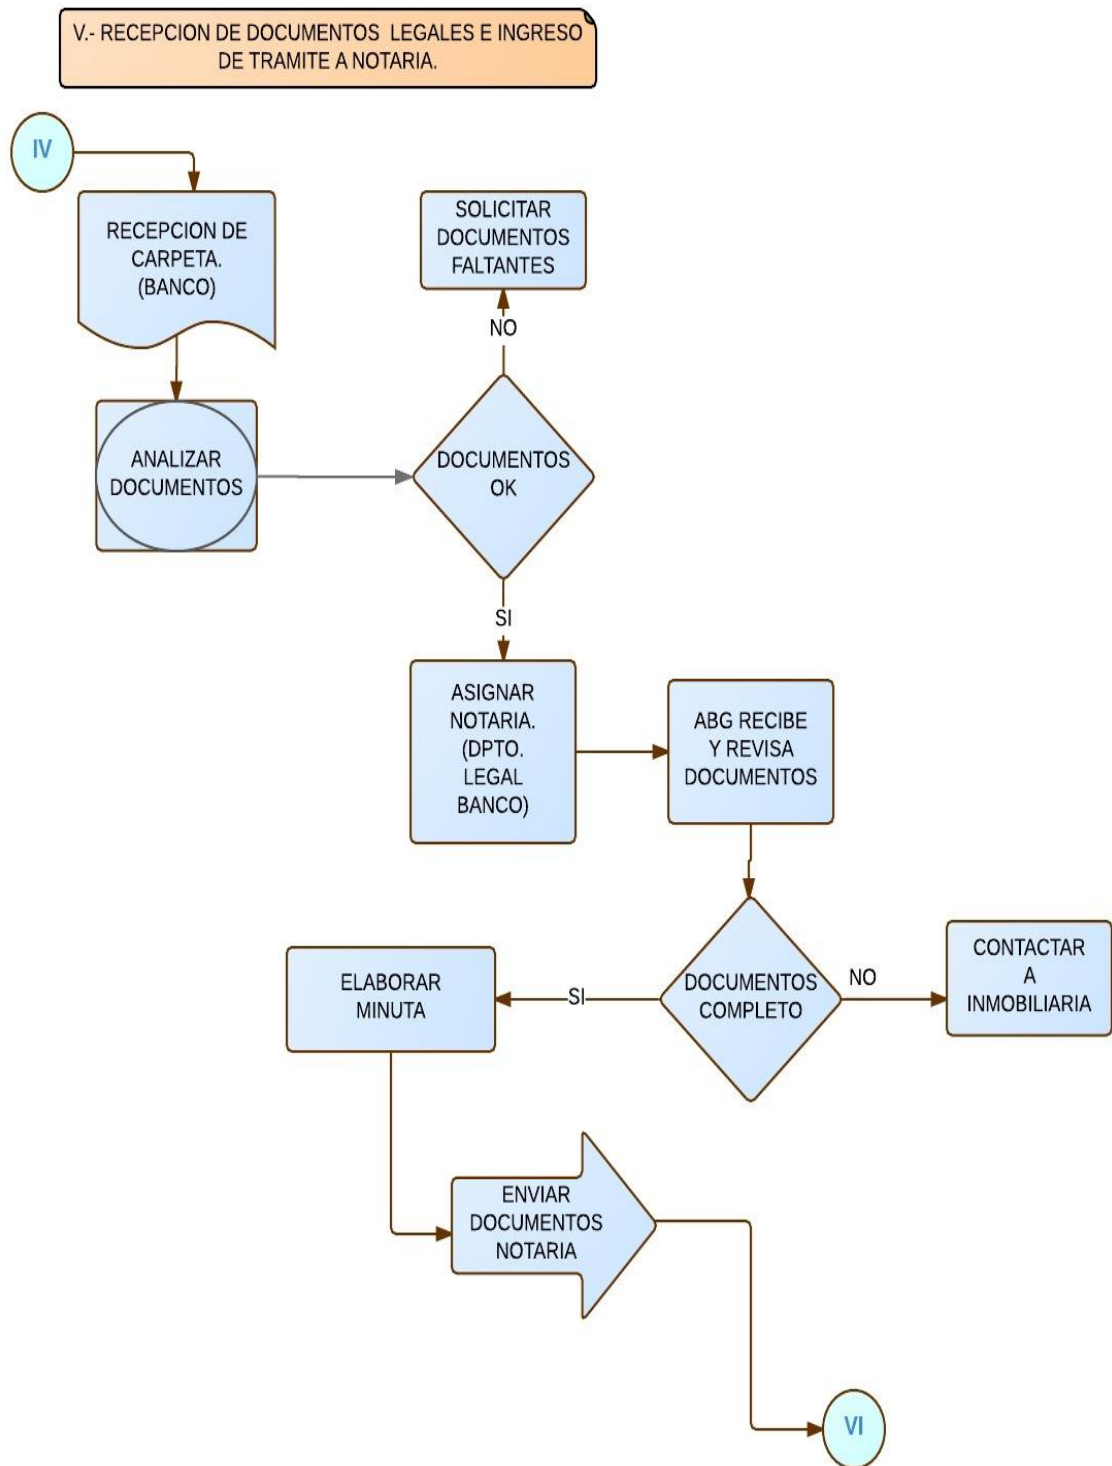 V.- RECEPCION DE DOCUMENTOS LEGALES E INGRESO
DE TRAMITE A NOTARIA.
IV
RECEPCION DE
CARPETA.
(BANCO)
SOLICITAR
DOCUMENTOS
FALTANTES
NO
ANALIZAR
DOCUMENTOS
DOCUMENTOS
OK
SI
ASIGNAR
NOTARIA.
(DPTO.
LEGAL
BANCO)
ABG RECIBE
Y REVISA
DOCUMENTOS
DOCUMENTOS
COMPLETO
NO
CONTACTAR
A
INMOBILIARIA
SI
ELABORAR
MINUTA
ENVIAR
DOCUMENTOS
NOTARIA
VI